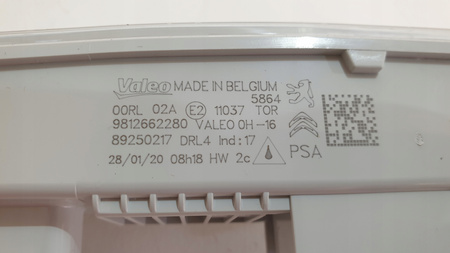 Valeo MADE IN BELGIUM
5864
00RL 02A E2 11037 TOR
9812662280 VALEO 0H-16
89250217 DRL4 Ind:17
28/01/20 08h18 HW 2c PSA